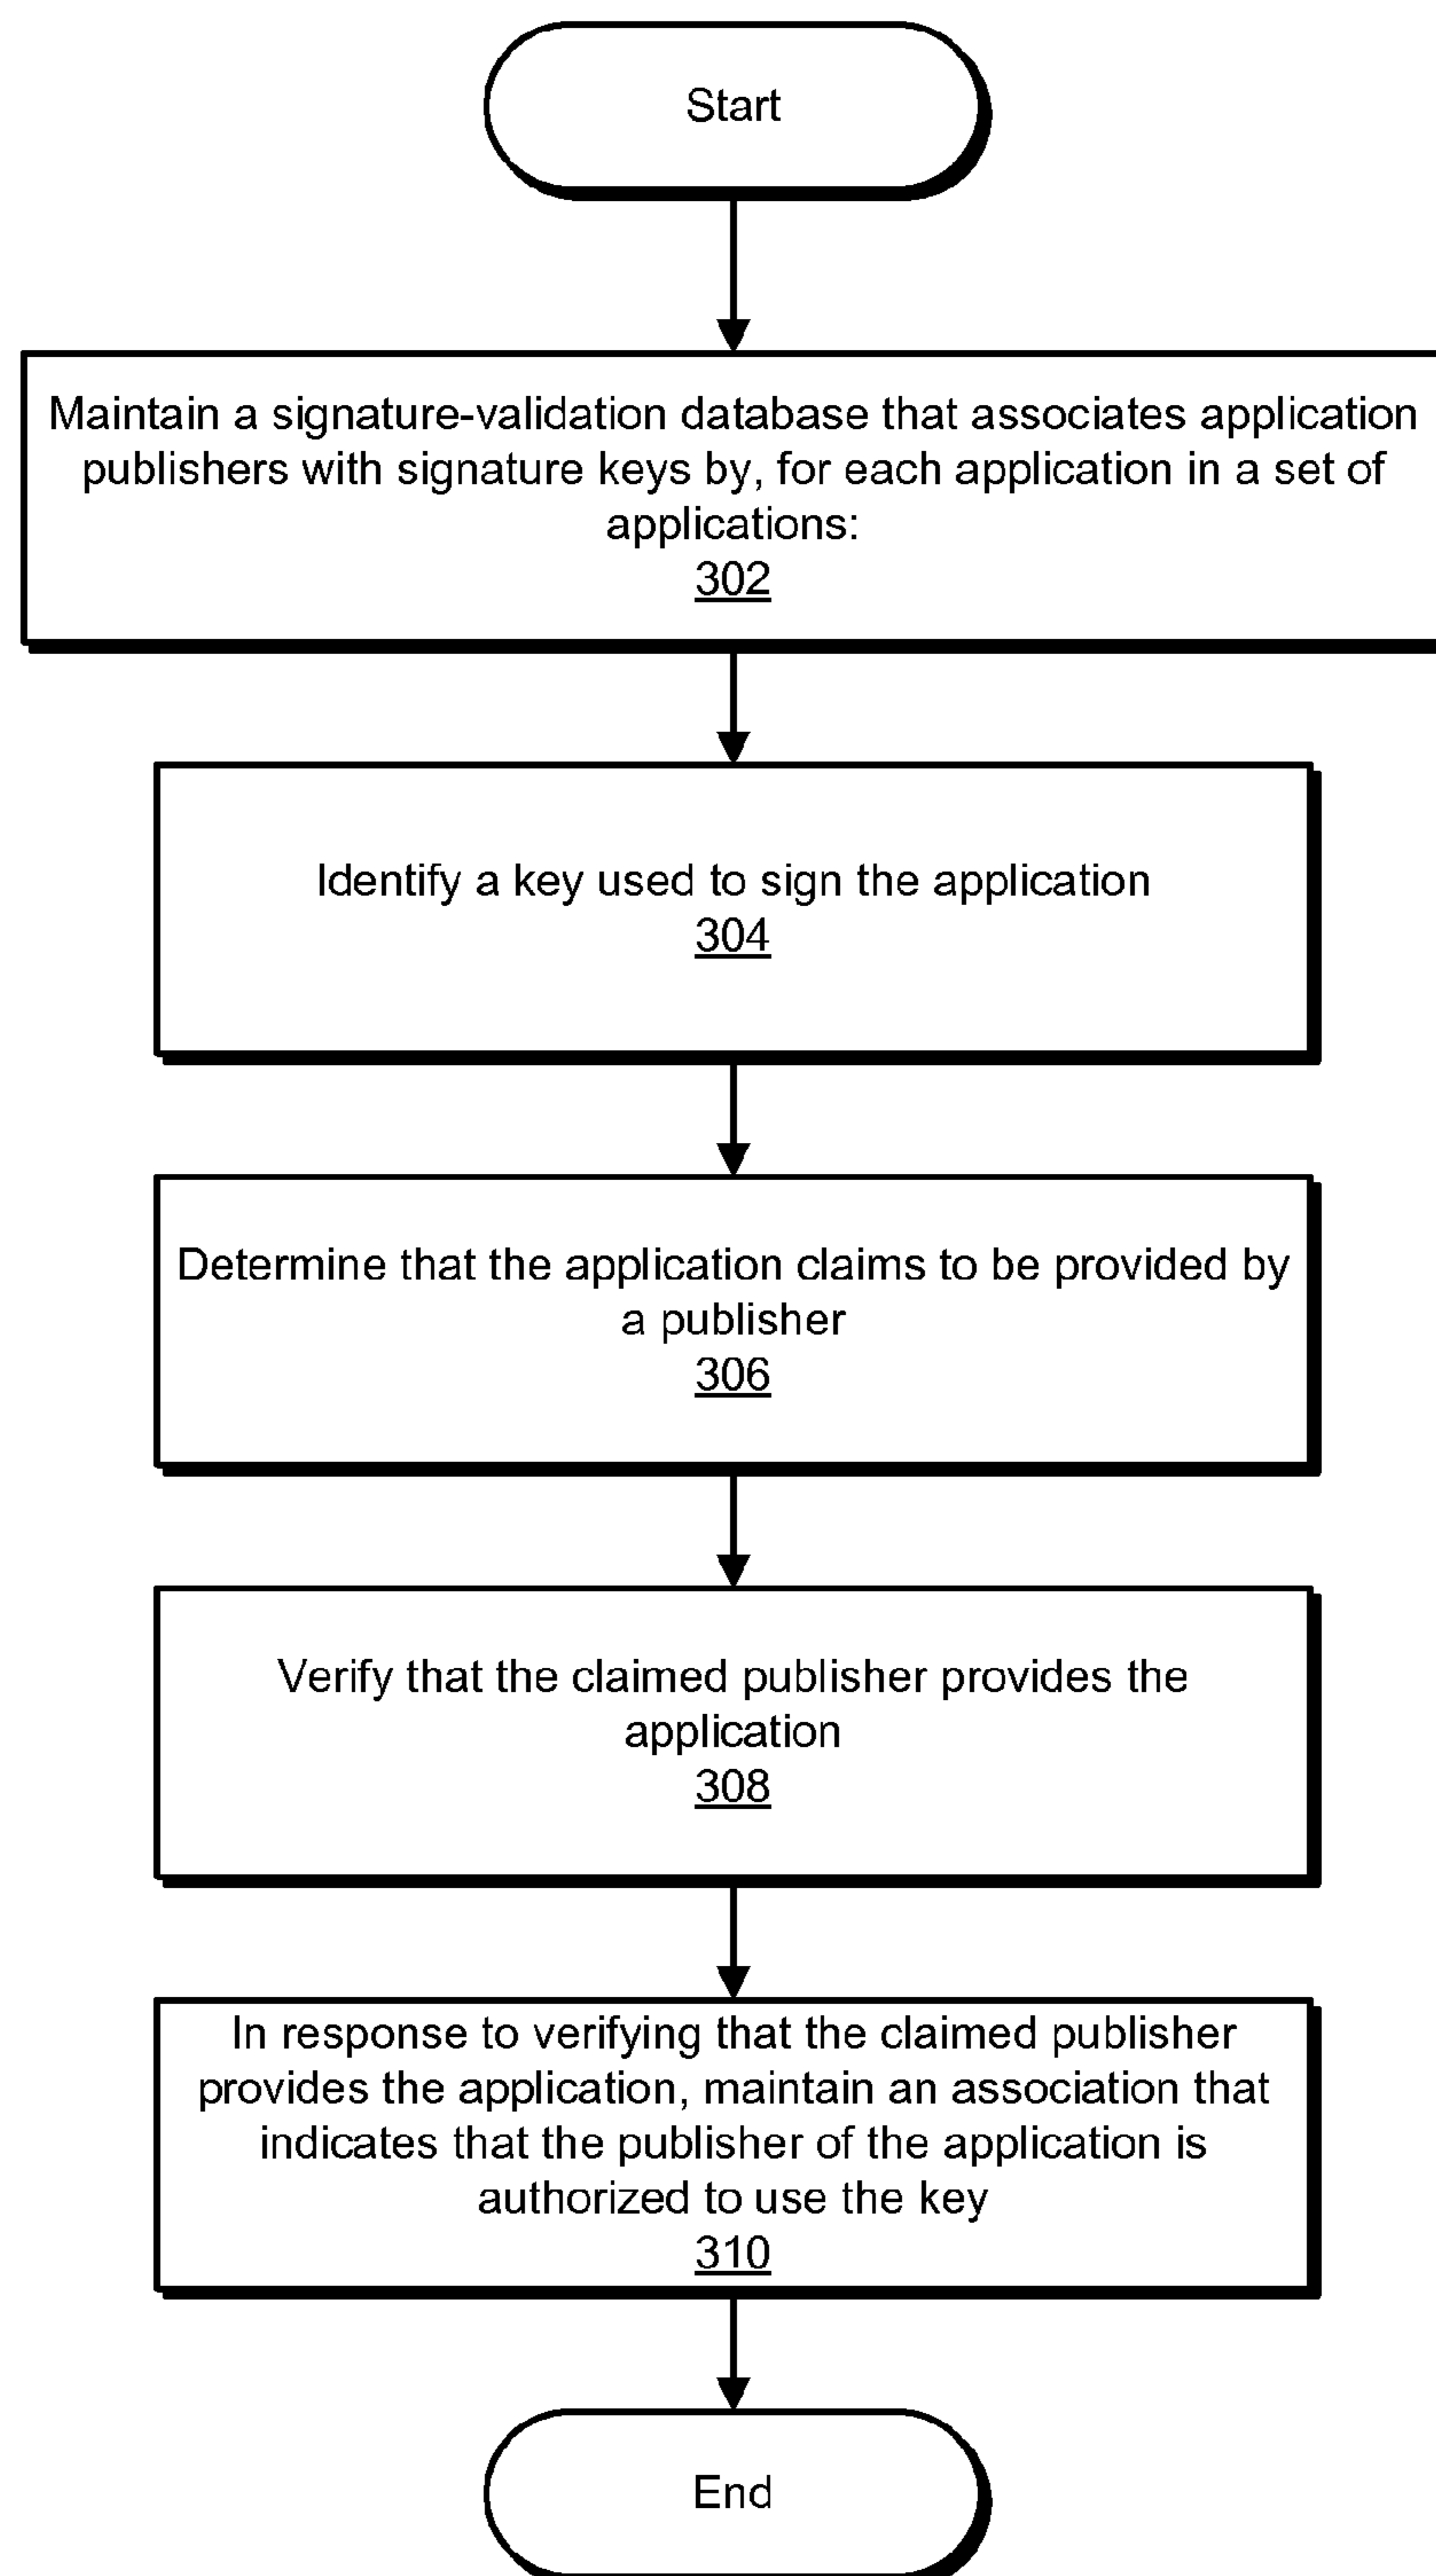 Start
Maintain a signature-validation database that associates application
publishers with signature keys by, for each application in a set of
applications:
302
Identify a key used to sign the application
304
Determine that the application claims to be provided by
a publisher
306
Verify that the claimed publisher provides the
application
308
In response to verifying that the claimed publisher
provides the application, maintain an association that
indicates that the publisher of the application is
authorized to use the key
310
End